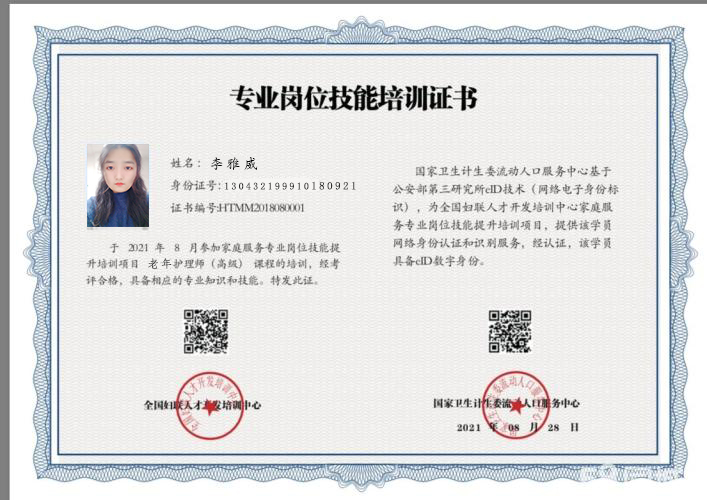 专业岗位技能培训证书
姓名：李雅威
身份证号:130432199910180921
证书编号:HTMM2018080001
于 2021 年 8 月参加家庭服务专业岗位技能提
升培训项目 老年护理师（高级） 课程的培训，经考
评合格，具备相应的专业知识和技能。特发此证。
国家卫生计生委流动人口服务中心基于
公安部第三研究所eID技术（网络电子身份标
识），为全国妇联人才开发培训中心家庭服
务专业岗位技能提升培训项目，提供该学员
网络身份认证和识别服务，经认证，该学员
具备eID数字身份。
全国妇联人才开发培训中心
国家卫生计生委流动人口服务中心
2021 年 08 月 28 日